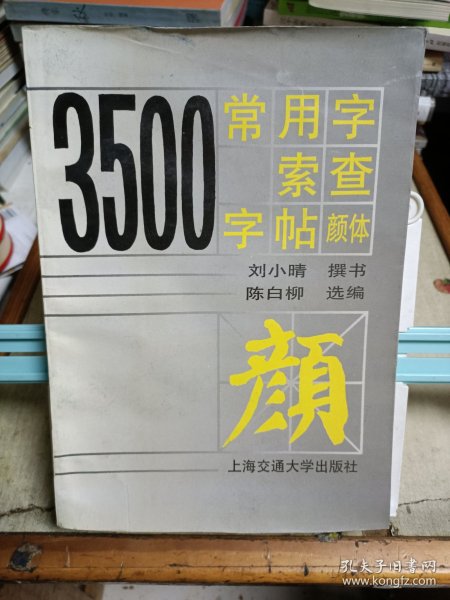 3500
常用字
索查
字帖 颜体
刘小晴 撰书
陈白柳 选编
顔
上海交通大学出版社
孔夫子旧书网
www.kongfz.com